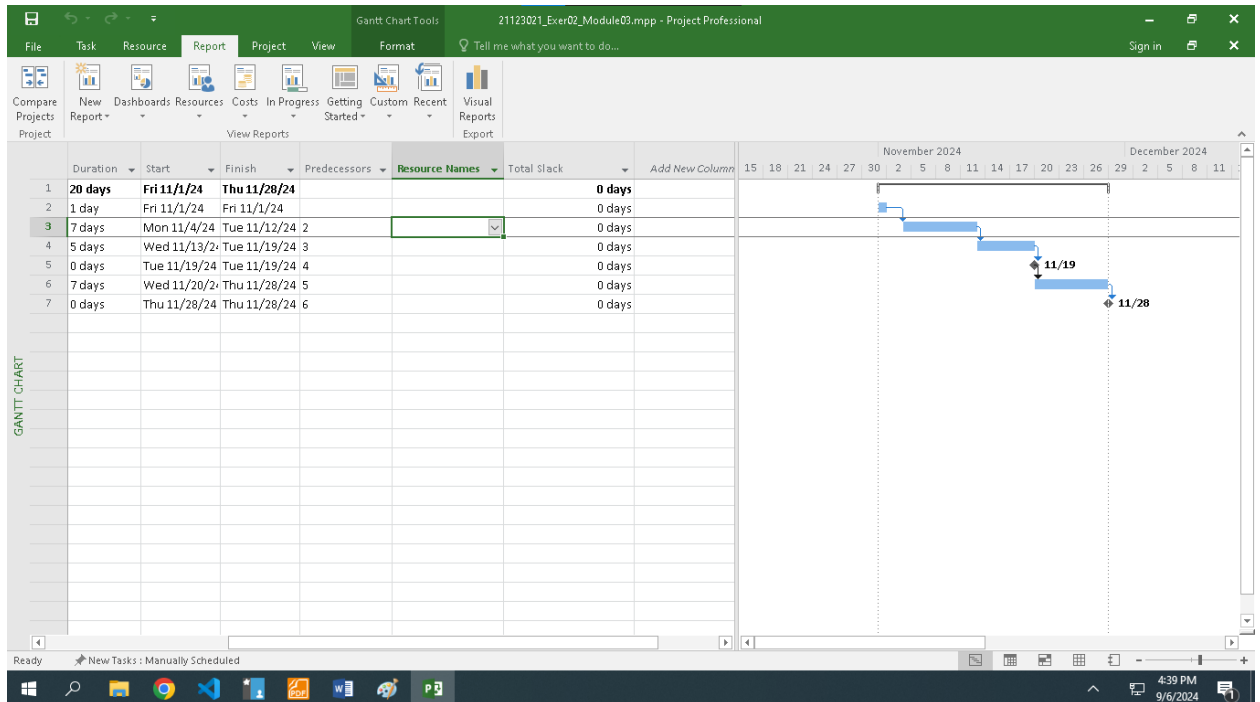 Gantt Chart Tools 21123021_Exer02_Module03.mpp - Project Professional
File Task Resource Report Project View Format Tell me what you want to do... Sign in
Compare Projects
New Report
Dashboards
Resources
Costs
In Progress
Getting Started
Custom
Recent
Visual Reports
Project View Reports Export
November 2024 December 2024
Duration Start Finish Predecessors Resource Names Total Slack Add New Column 15 18 21 24 27 30 2 5 8 11 14 17 20 23 26 29 2 5 8 11
1 20 days Fri 11/1/24 Thu 11/28/24 0 days
2 1 day Fri 11/1/24 Fri 11/1/24 0 days
3 7 days Mon 11/4/24 Tue 11/12/24 2 0 days
4 5 days Wed 11/13/2 Tue 11/19/24 3 0 days
5 0 days Tue 11/19/24 Tue 11/19/24 4 0 days 11/19
6 7 days Wed 11/20/2 Thu 11/28/24 5 0 days
7 0 days Thu 11/28/24 Thu 11/28/24 6 0 days 11/28
GANTT CHART
Ready New Tasks : Manually Scheduled
4:39 PM
9/6/2024